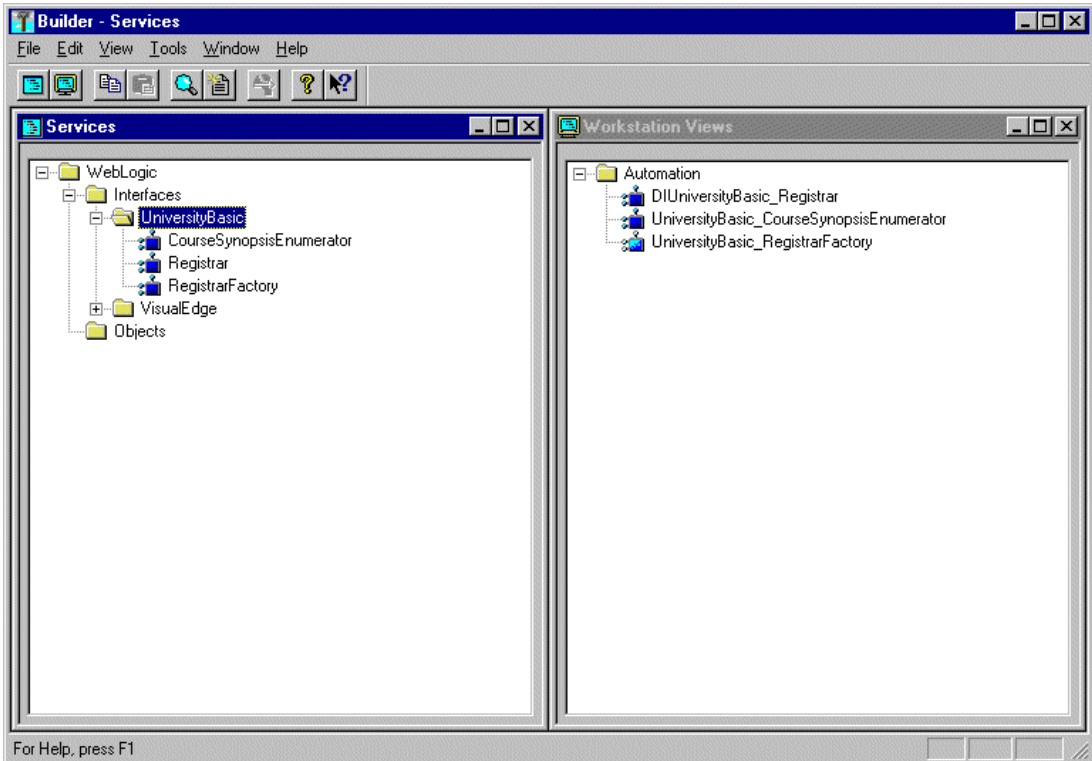 Builder - Services
File Edit View Tools Window Help
Services
WebLogic
Interfaces
UniversityBasic
CourseSynopsisEnumerator
Registrar
RegistrarFactory
VisualEdge
Objects
Workstation Views
Automation
DIUniversityBasic_Registrar
UniversityBasic_CourseSynopsisEnumerator
UniversityBasic_RegistrarFactory
For Help, press F1